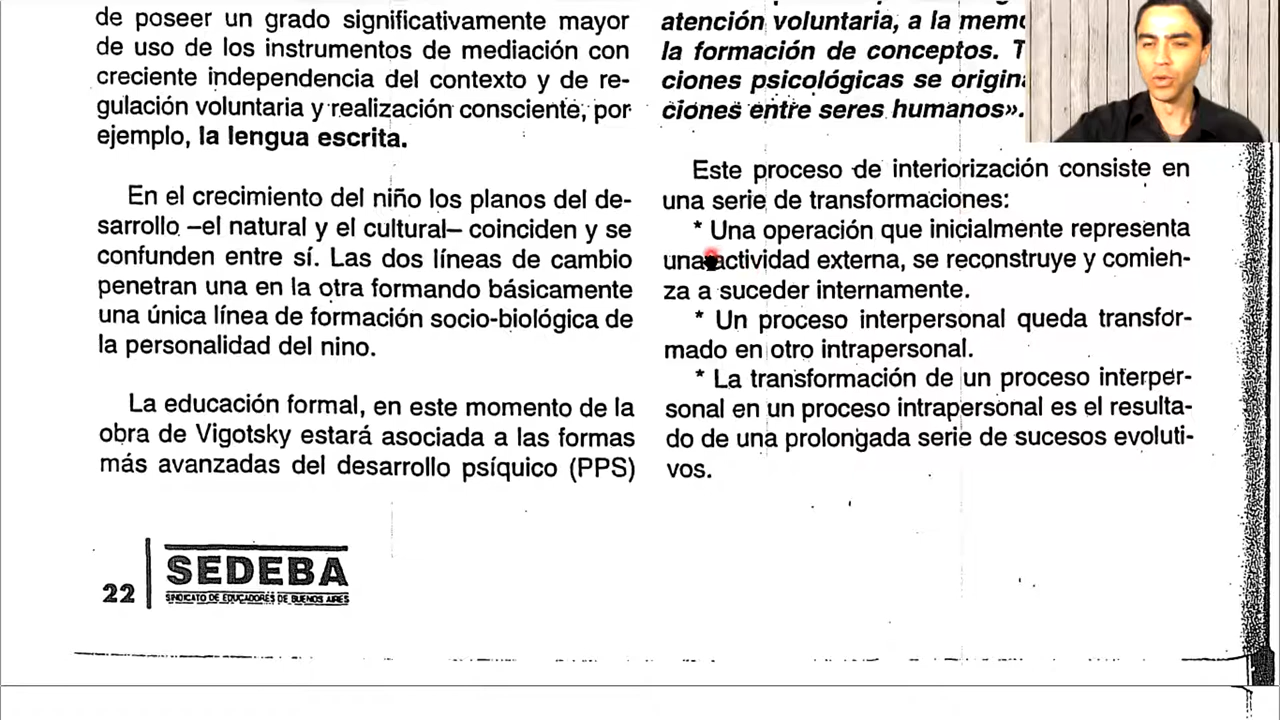 de poseer un grado significativamente mayor
de uso de los instrumentos de mediación con
creciente independencia del contexto y de re-
gulación voluntaria y realización consciente, por
ejemplo, la lengua escrita.
En el crecimiento del niño los planos del de-
sarrollo –el natural y el cultural– coinciden y se
confunden entre sí. Las dos líneas de cambio
penetran una en la otra formando básicamente
una única línea de formación socio-biológica de
la personalidad del nino.
La educación formal, en este momento de la
obra de Vigotsky estará asociada a las formas
más avanzadas del desarrollo psíquico (PPS)
22
SEDEBA
SINDICATO DE EDUCADORES DE BUENOS AIRES
atención voluntaria, a la
la formación de conceptos.
ciones psicológicas se
ciones entre seres humanos».
Este proceso de interiorización consiste en
una serie de transformaciones:
* Una operación que inicialmente representa
una actividad externa, se reconstruye y comien-
za a suceder internamente.
* Un proceso interpersonal queda transfor-
mado en otro intrapersonal.
* La transformación de un proceso interper-
sonal en un proceso intrapersonal es el resulta-
do de una prolongada serie de sucesos evoluti-
vos.